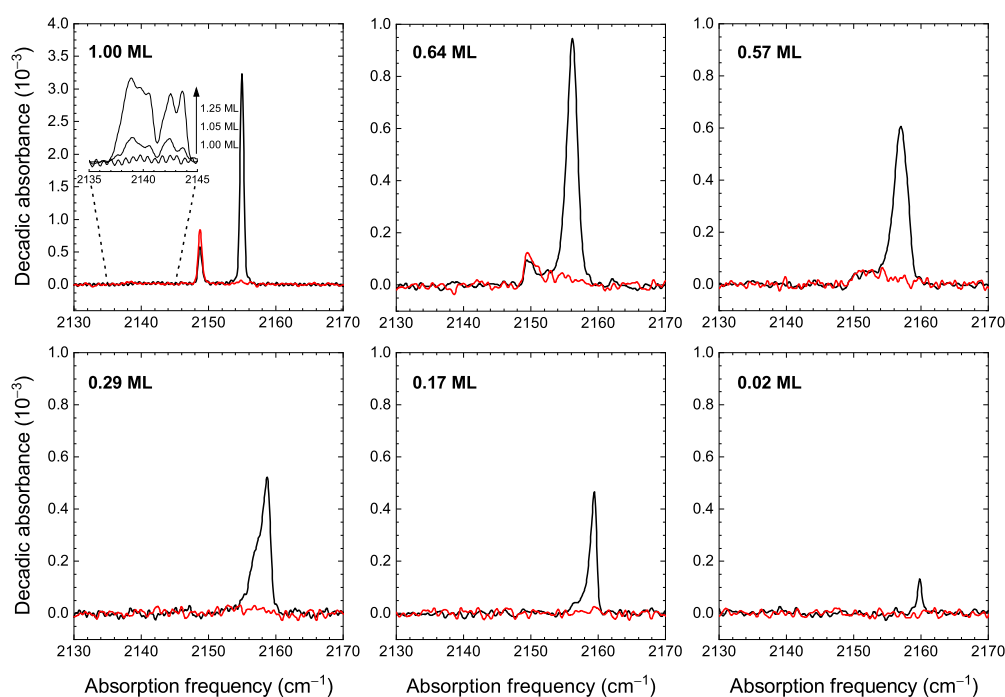 Decadic absorbance (10⁻³)
1.00 ML
4.0
3.5
3.0
2.5
2.0
1.5
1.0
0.5
0.0
1.25 ML
1.05 ML
1.00 ML
2135 2140 2145
2130 2140 2150 2160 2170
0.64 ML
1.0
0.8
0.6
0.4
0.2
0.0
2130 2140 2150 2160 2170
0.57 ML
1.0
0.8
0.6
0.4
0.2
0.0
2130 2140 2150 2160 2170
Decadic absorbance (10⁻³)
0.29 ML
1.0
0.8
0.6
0.4
0.2
0.0
2130 2140 2150 2160 2170
Absorption frequency (cm⁻¹)
0.17 ML
1.0
0.8
0.6
0.4
0.2
0.0
2130 2140 2150 2160 2170
Absorption frequency (cm⁻¹)
0.02 ML
1.0
0.8
0.6
0.4
0.2
0.0
2130 2140 2150 2160 2170
Absorption frequency (cm⁻¹)